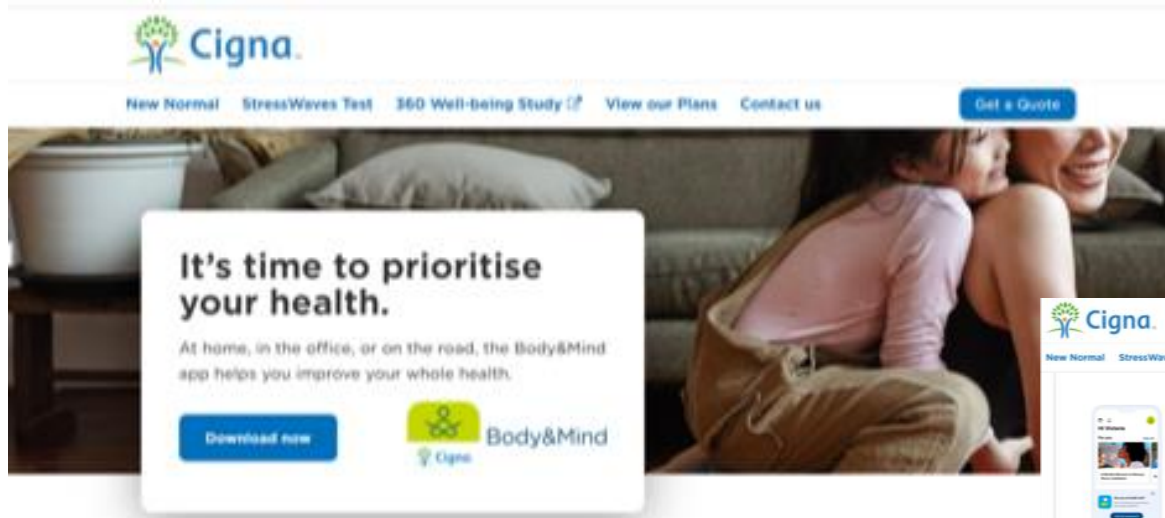 Cigna.
New Normal StressWaves Test 360 Well-being Study View our Plans Contact us Get a Quote
It's time to prioritise
your health.
At home, in the office, or on the road, the Body&Mind
app helps you improve your whole health.
Download now
Body&Mind
Cigna
Cigna.
New Normal StressWav